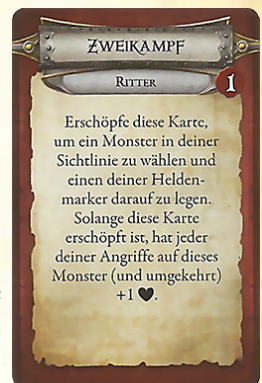 ZWEIKAMPF
RITTER
1
Erschöpfe diese Karte,
um ein Monster in deiner
Sichtlinie zu wählen und
einen deiner Helden-
marker darauf zu legen.
Solange diese Karte
erschöpft ist, hat jeder
deiner Angriffe auf dieses
Monster (und umgekehrt)
+1 ♥.